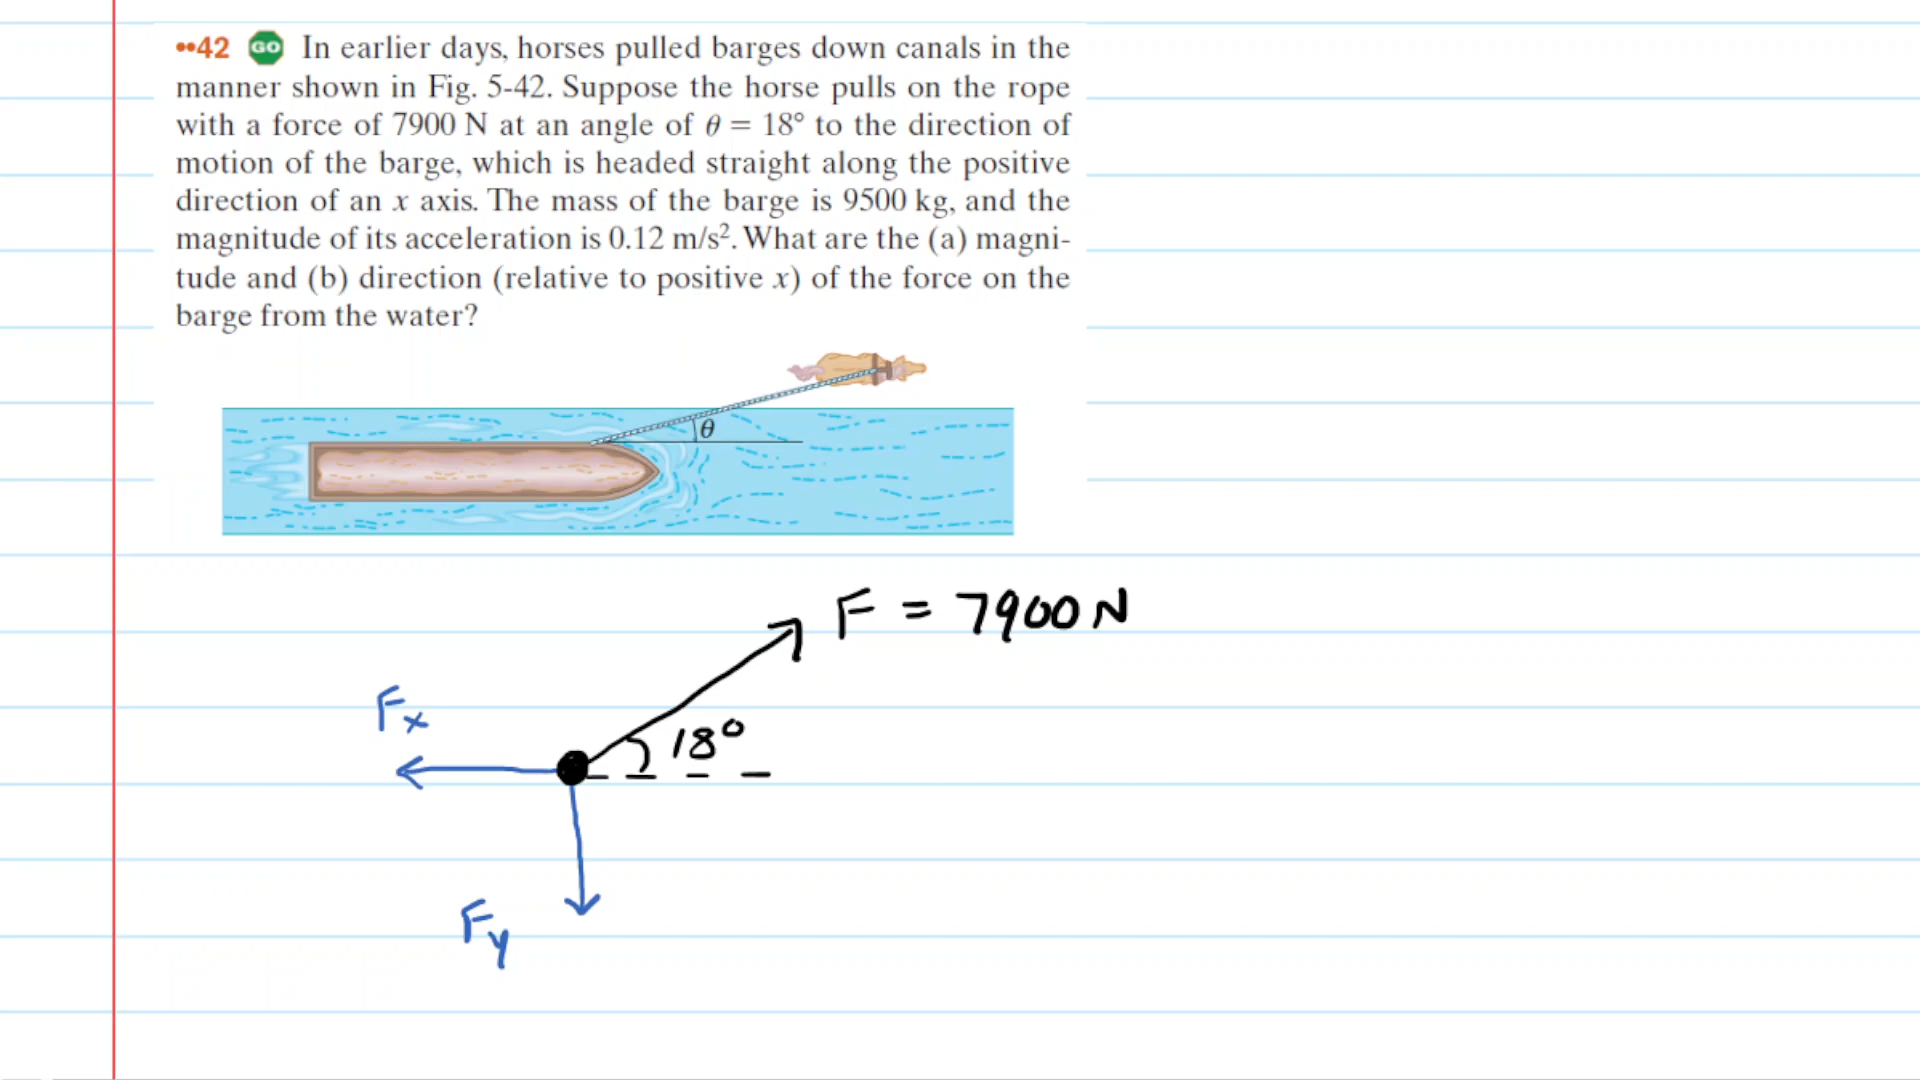 ••42 GO In earlier days, horses pulled barges down canals in the
manner shown in Fig. 5-42. Suppose the horse pulls on the rope
with a force of 7900 N at an angle of θ = 18° to the direction of
motion of the barge, which is headed straight along the positive
direction of an x axis. The mass of the barge is 9500 kg, and the
magnitude of its acceleration is 0.12 m/s². What are the (a) magni-
tude and (b) direction (relative to positive x) of the force on the
barge from the water?
θ
F = 7900 N
Fx
18°
Fy